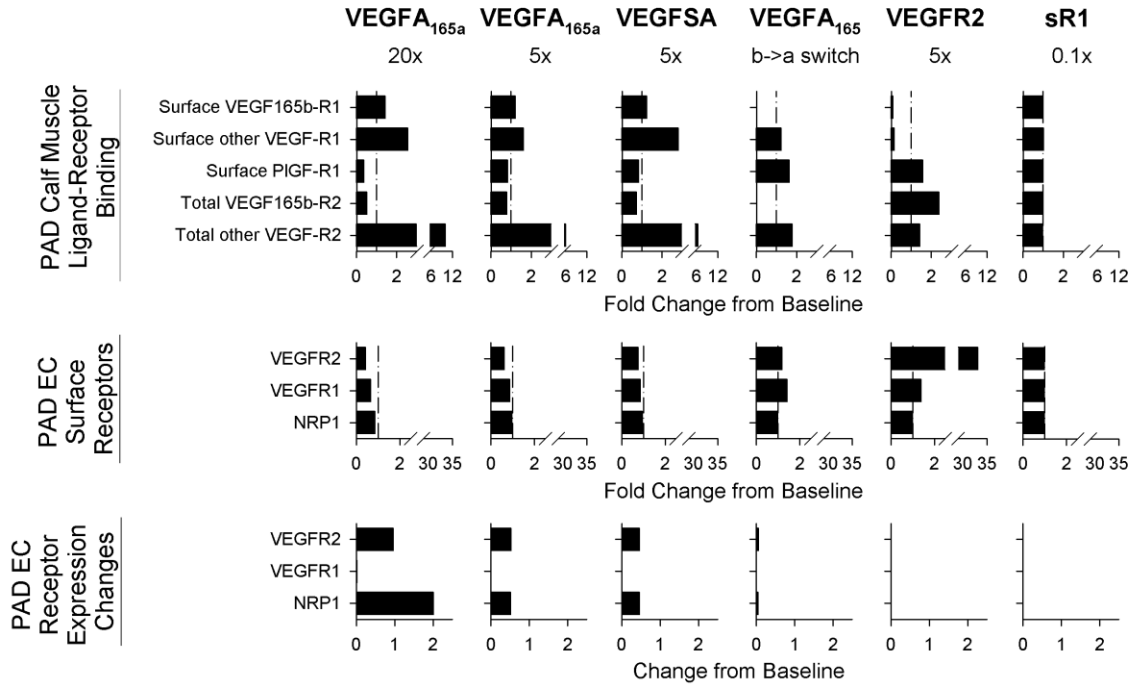 VEGFA165a VEGFA165a VEGFSA VEGFA165 VEGFR2 sR1
20x 5x 5x b->a switch 5x 0.1x
PAD Calf Muscle
Ligand-Receptor
Binding
Surface VEGF165b-R1
Surface other VEGF-R1
Surface PlGF-R1
Total VEGF165b-R2
Total other VEGF-R2
0 2 6 12 0 2 6 12 0 2 6 12 0 2 6 12 0 2 6 12 0 2 6 12
Fold Change from Baseline
PAD EC
Surface
Receptors
VEGFR2
VEGFR1
NRP1
0 2 30 35 0 2 30 35 0 2 30 35 0 2 30 35 0 2 30 35 0 2 30 35
Fold Change from Baseline
PAD EC
Receptor
Expression
Changes
VEGFR2
VEGFR1
NRP1
0 1 2 0 1 2 0 1 2 0 1 2 0 1 2 0 1 2
Change from Baseline